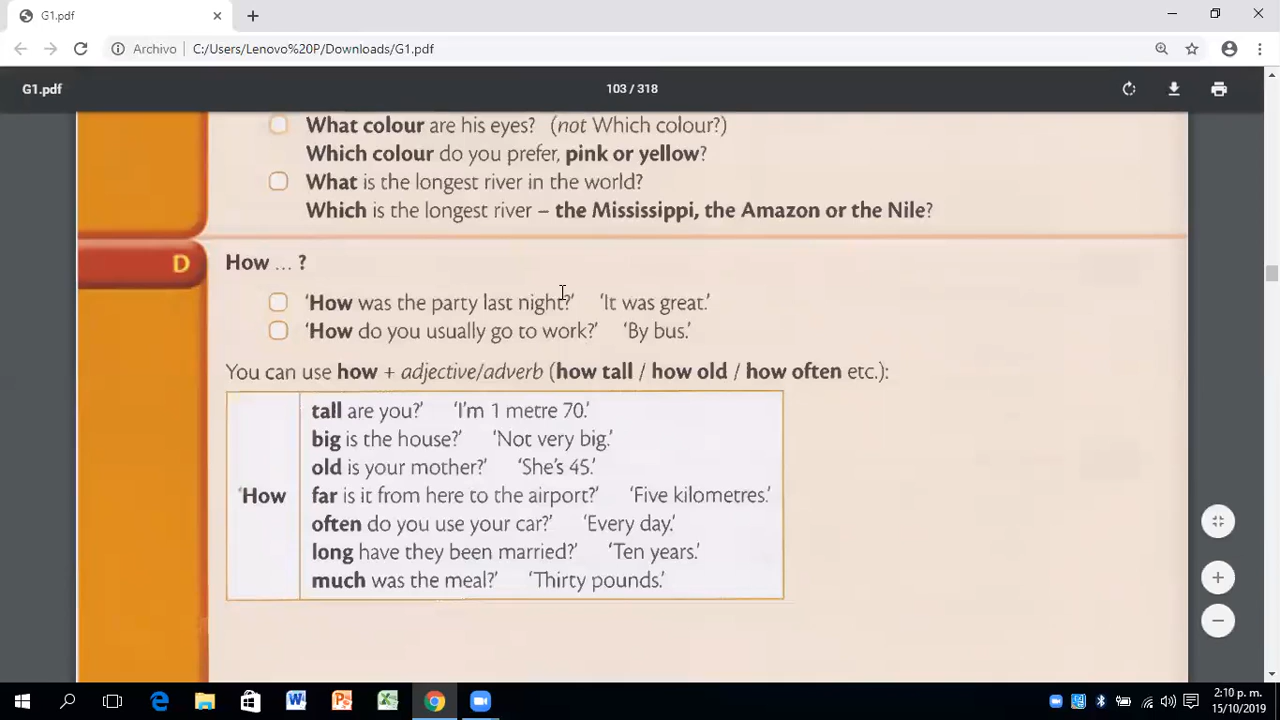 G1.pdf
Archivo | C:/Users/Lenovo%20P/Downloads/G1.pdf
G1.pdf
103 / 318
What colour are his eyes? (not Which colour?)
Which colour do you prefer, pink or yellow?
What is the longest river in the world?
Which is the longest river – the Mississippi, the Amazon or the Nile?
D
How ... ?
‘How was the party last night?’ ‘It was great.’
‘How do you usually go to work?’ ‘By bus.’
You can use how + adjective/adverb (how tall / how old / how often etc.):
tall are you?’ ‘I’m 1 metre 70.’
big is the house?’ ‘Not very big.’
old is your mother?’ ‘She’s 45.’
‘How far is it from here to the airport?’ ‘Five kilometres.’
often do you use your car?’ ‘Every day.’
long have they been married?’ ‘Ten years.’
much was the meal?’ ‘Thirty pounds.’
2:10 p. m.
15/10/2019